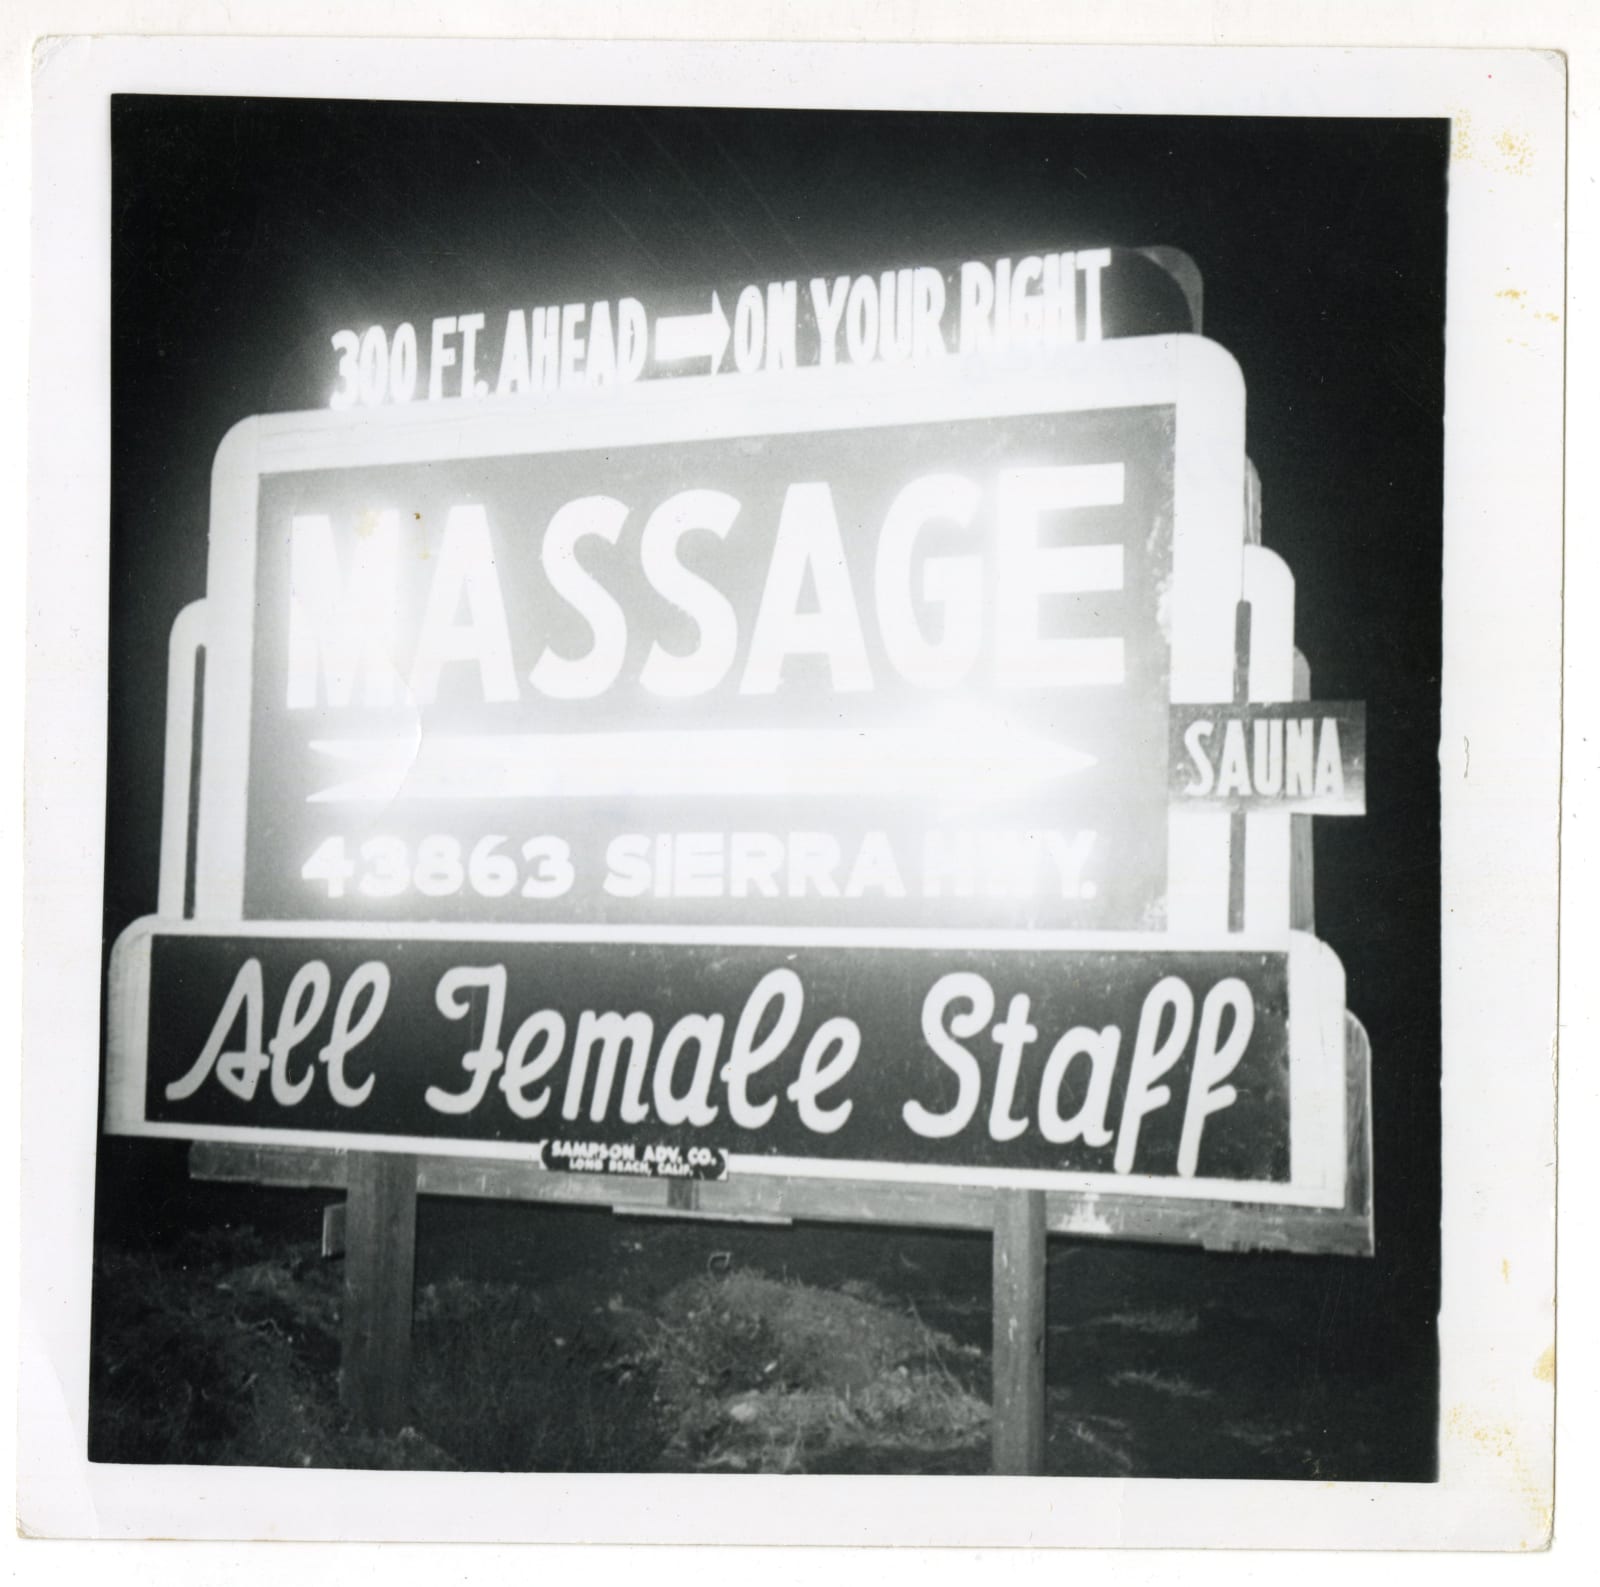 300 FT. AHEAD → ON YOUR RIGHT
MASSAGE
SAUNA
43863 SIERRA HWY.
All Female Staff
SAMPSON ADV. CO.
LONG BEACH, CALIF.